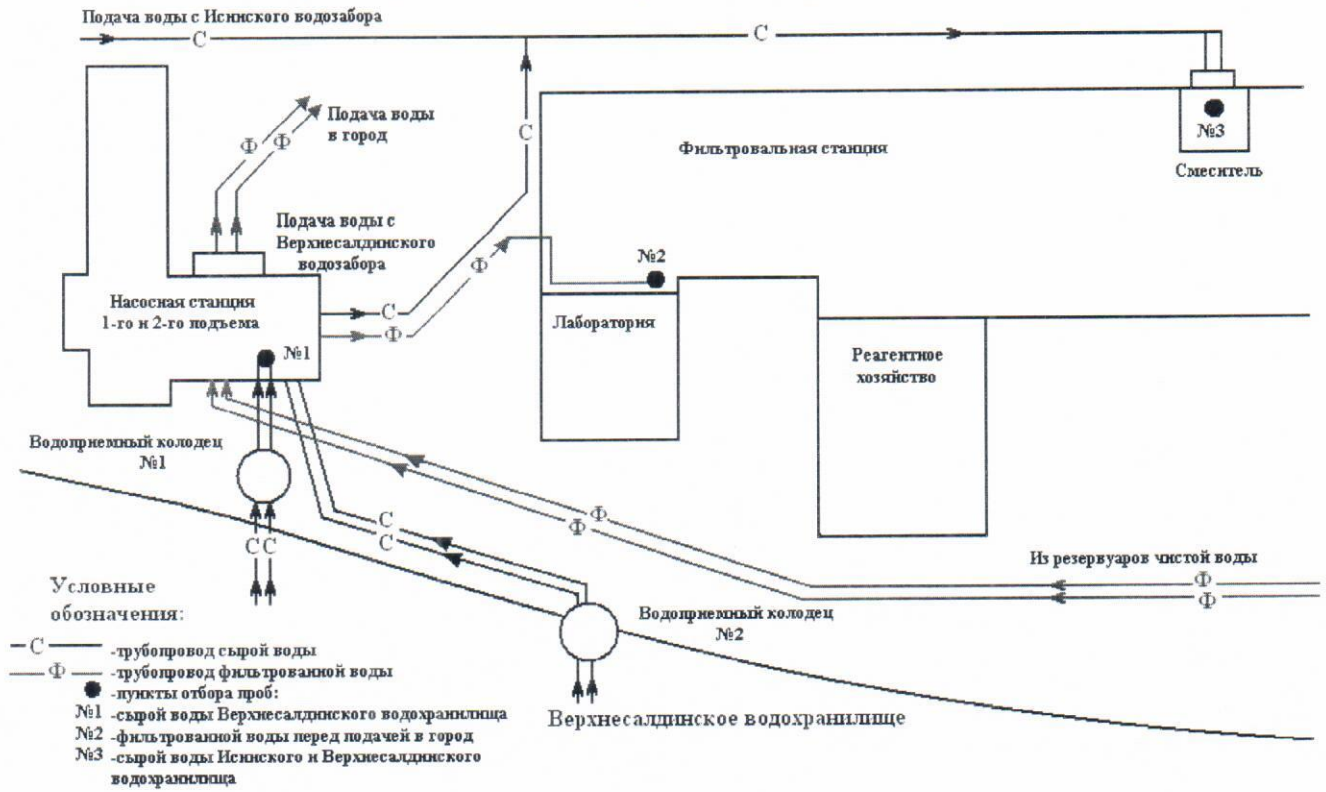 Подача воды с Исинского водозабора
С
С
Подача воды
в город
Ф
Ф
С
Фильтровальная станция
№3
Смеситель
Подача воды с
Верхнесалдинского
водозабора
№2
Ф
Насосная станция
1-го и 2-го подъема
С
Ф
Лаборатория
№1
Реагентное
хозяйство
Водоприемный колодец
№1
С
С
Ф
Ф
СС
Из резервуаров чистой воды
Ф
Ф
Водоприемный колодец
№2
Верхнесалдинское водохранилище
Условные
обозначения:
С -трубопровод сырой воды
Ф -трубопровод фильтрованной воды
-пункты отбора проб:
№1 -сырой воды Верхнесалдинского водохранилища
№2 -фильтрованной воды перед подачей в город
№3 -сырой воды Исинского и Верхнесалдинского
водохранилища